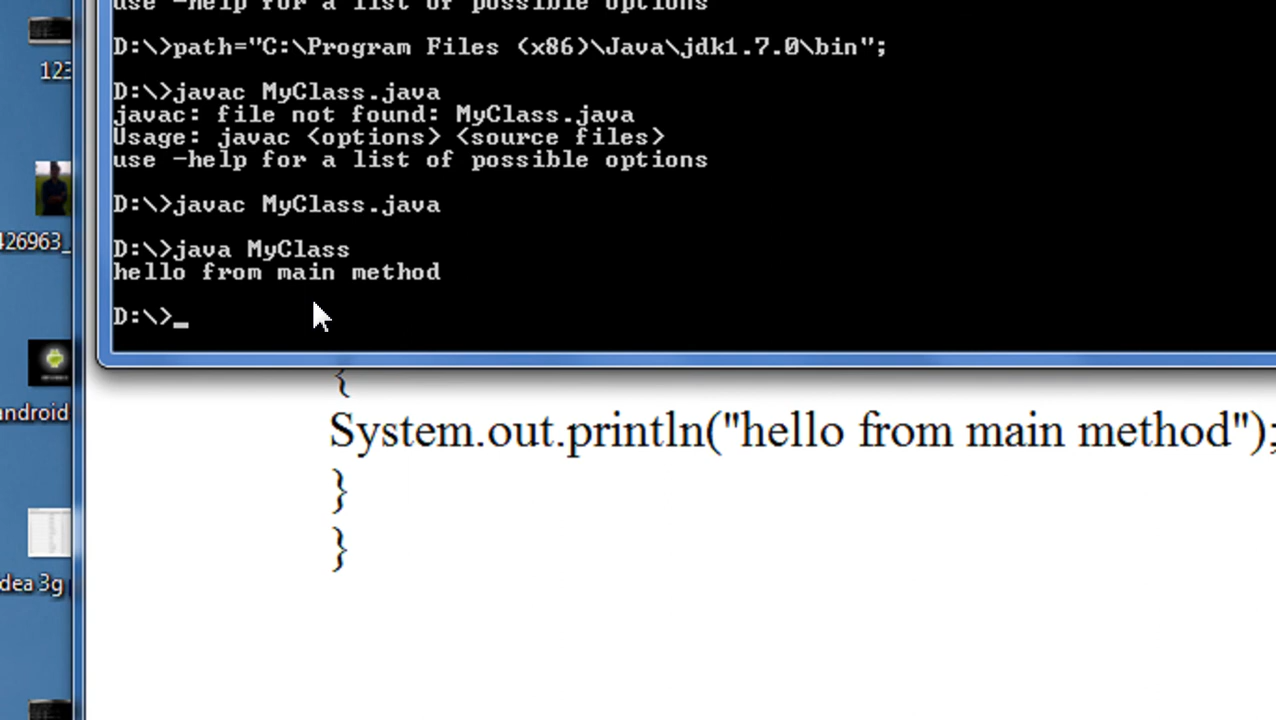 use -help for a list of possible options
D:\>path="C:\Program Files (x86)\Java\jdk1.7.0\bin";
D:\>javac MyClass.java
javac: file not found: MyClass.java
Usage: javac <options> <source files>
use -help for a list of possible options
D:\>javac MyClass.java
D:\>java MyClass
hello from main method
D:\>_
{
System.out.println("hello from main method");
}
}
123
426963_
android
dea 3g